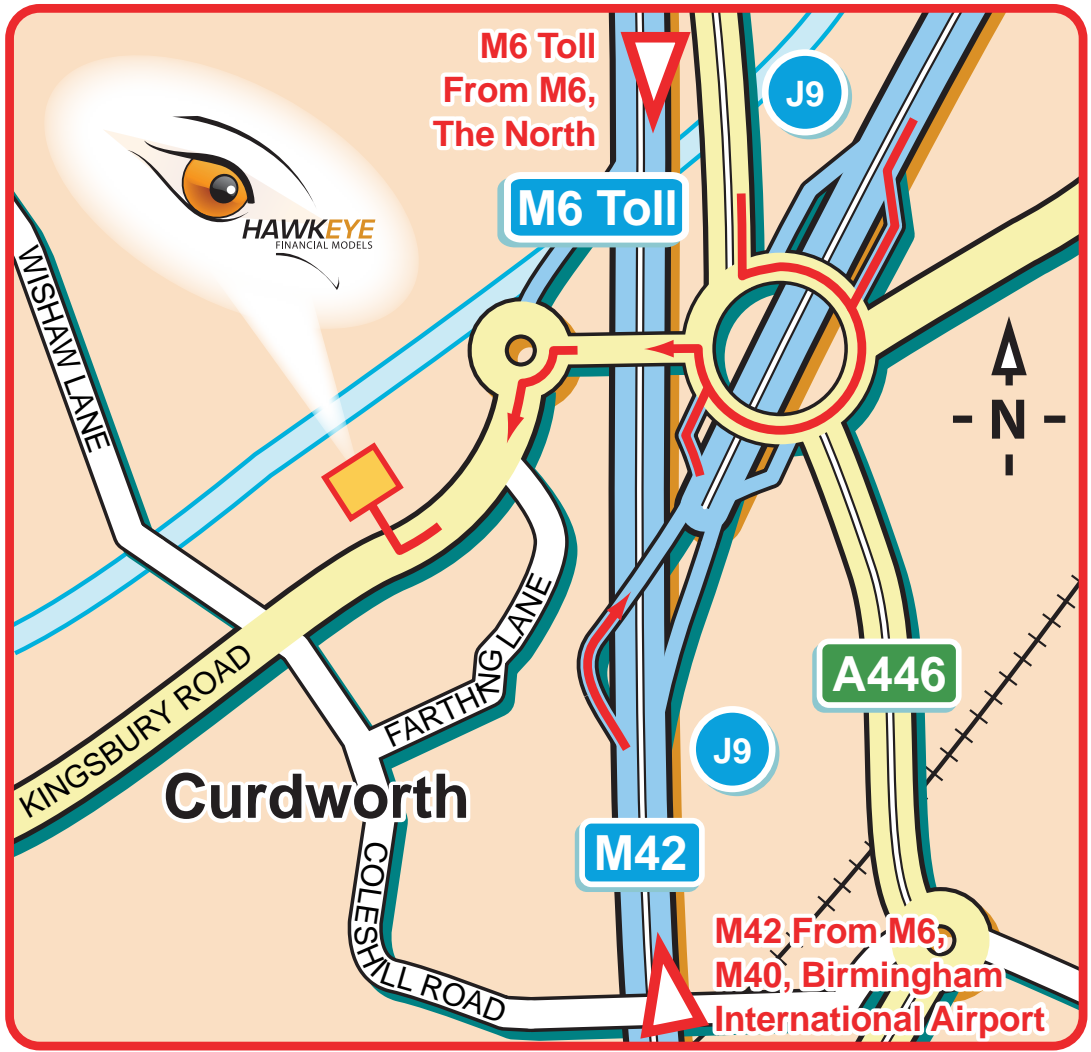 M6 Toll
From M6,
The North
J9
M6 Toll
HAWKEYE
FINANCIAL MODELS
WISHAW LANE
N
FARTHING LANE
KINGSBURY ROAD
A446
J9
Curdworth
M42
COLESHILL ROAD
M42 From M6,
M40, Birmingham
International Airport